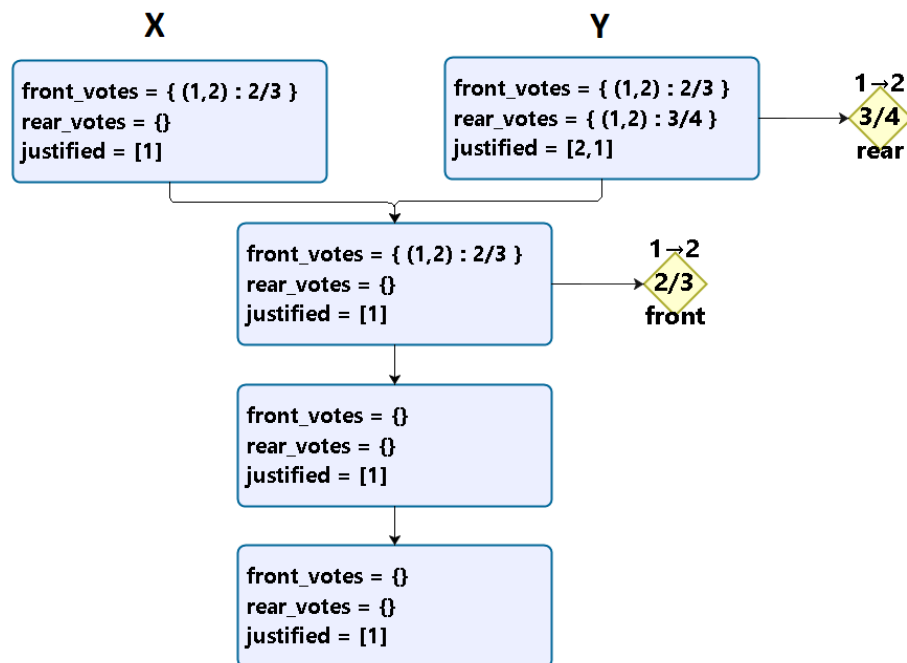 X
Y
front_votes = { (1,2) : 2/3 }
rear_votes = {}
justified = [1]
front_votes = { (1,2) : 2/3 }
rear_votes = { (1,2) : 3/4 }
justified = [2,1]
1→2
3/4
rear
front_votes = { (1,2) : 2/3 }
rear_votes = {}
justified = [1]
1→2
2/3
front
front_votes = {}
rear_votes = {}
justified = [1]
front_votes = {}
rear_votes = {}
justified = [1]